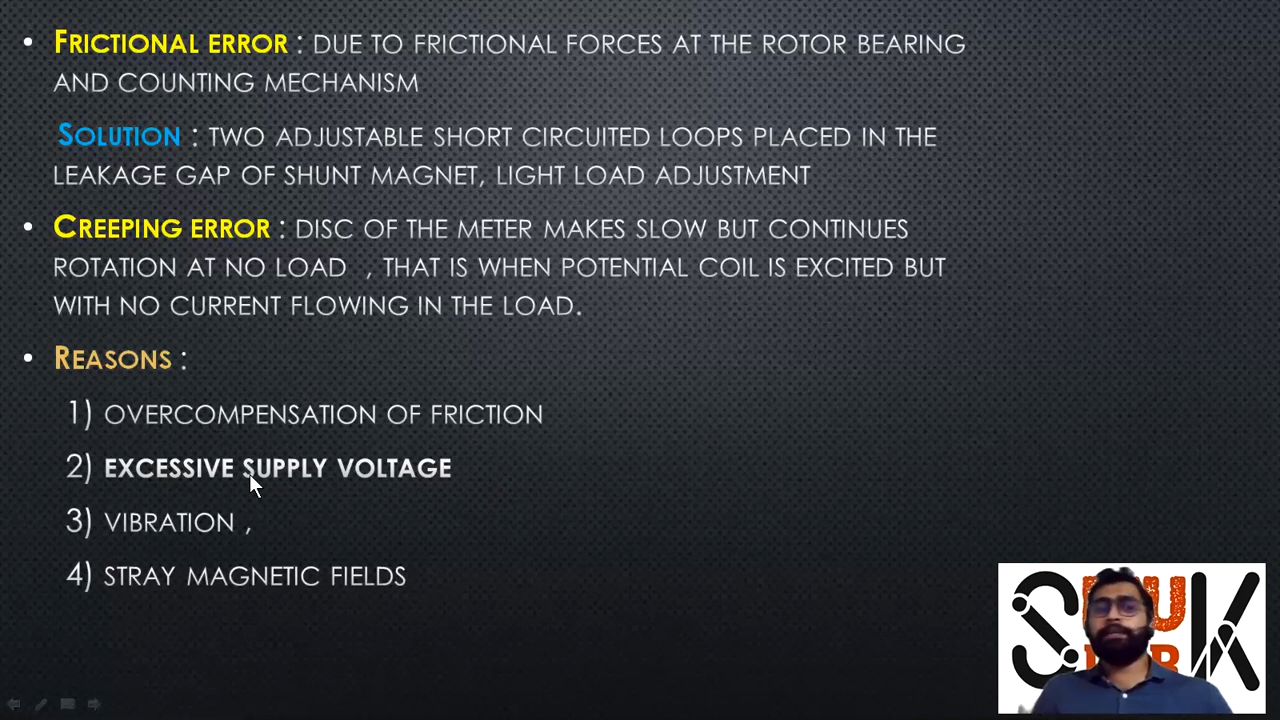 • FRICTIONAL ERROR : DUE TO FRICTIONAL FORCES AT THE ROTOR BEARING
AND COUNTING MECHANISM
SOLUTION : TWO ADJUSTABLE SHORT CIRCUITED LOOPS PLACED IN THE
LEAKAGE GAP OF SHUNT MAGNET, LIGHT LOAD ADJUSTMENT
• CREEPING ERROR : DISC OF THE METER MAKES SLOW BUT CONTINUES
ROTATION AT NO LOAD , THAT IS WHEN POTENTIAL COIL IS EXCITED BUT
WITH NO CURRENT FLOWING IN THE LOAD.
• REASONS :
1) OVERCOMPENSATION OF FRICTION
2) EXCESSIVE SUPPLY VOLTAGE
3) VIBRATION ,
4) STRAY MAGNETIC FIELDS